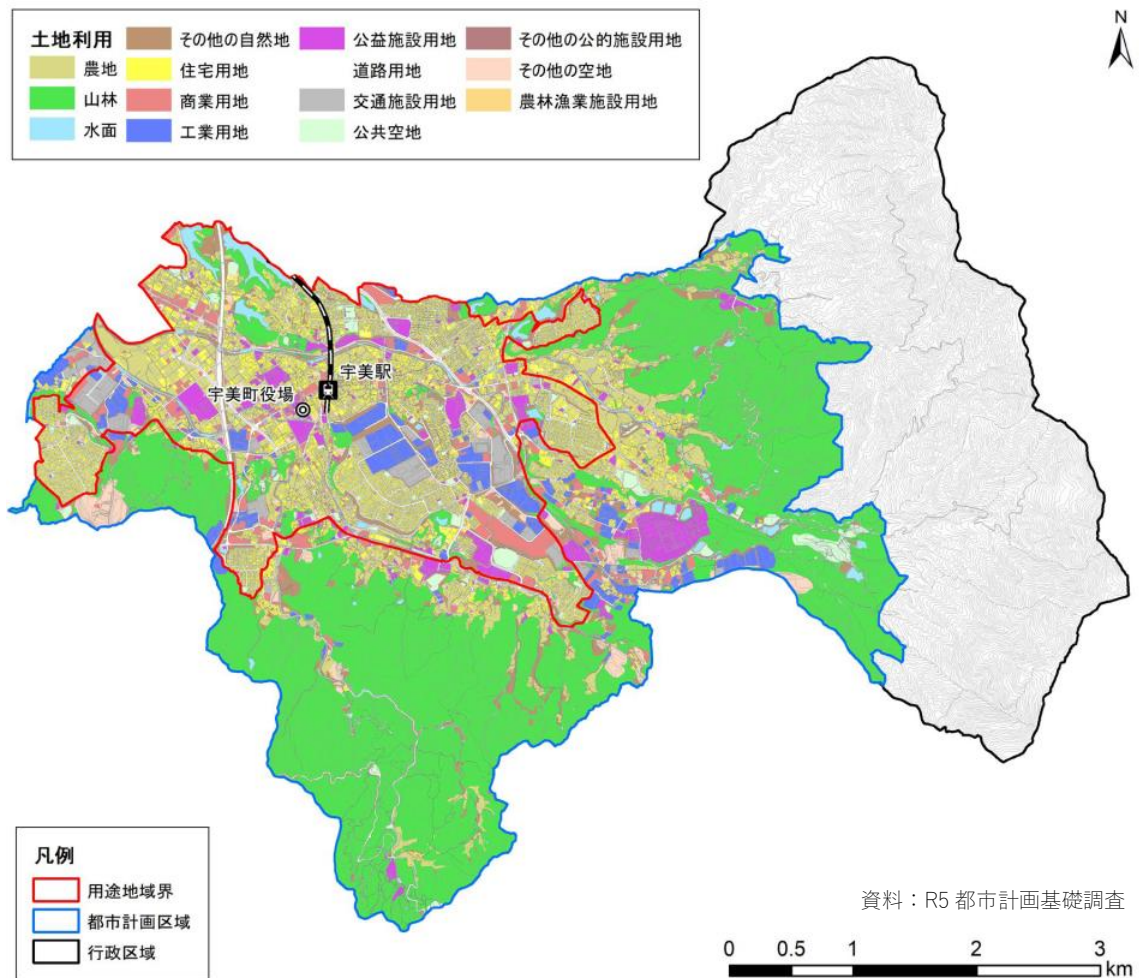 N
土地利用
農地
山林
水面
その他の自然地
住宅用地
商業用地
工業用地
公益施設用地
道路用地
交通施設用地
公共空地
その他の公的施設用地
その他の空地
農林漁業施設用地
宇美駅
宇美町役場
凡例
用途地域界
都市計画区域
行政区域
資料：R5 都市計画基礎調査
0 0.5 1 2 3
km